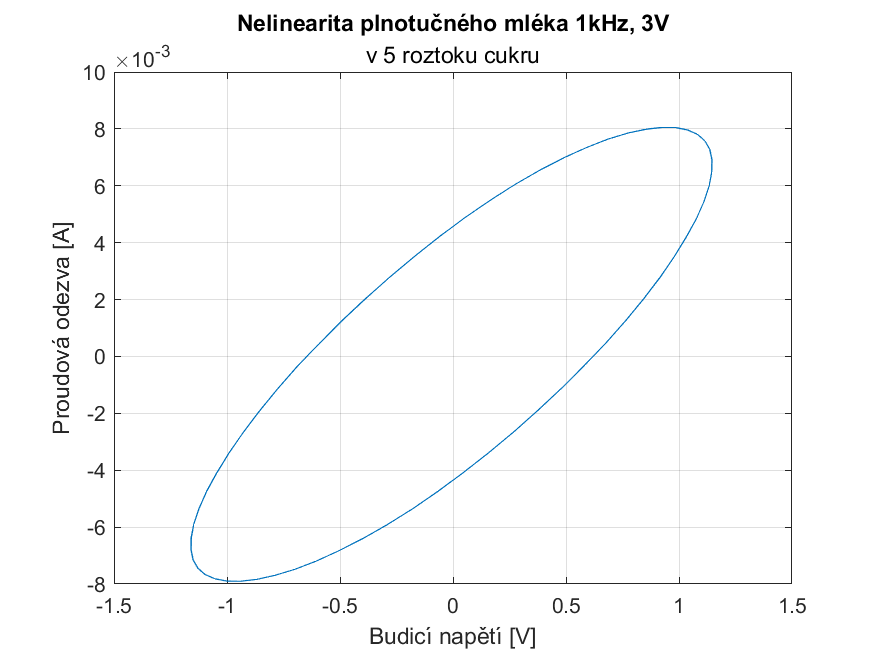 Nelinearita plnotučného mléka 1kHz, 3V
v 5 roztoku cukru
×10⁻³
10
8
6
4
2
0
-2
-4
-6
-8
Proudová odezva [A]
-1.5 -1 -0.5 0 0.5 1 1.5
Budicí napětí [V]